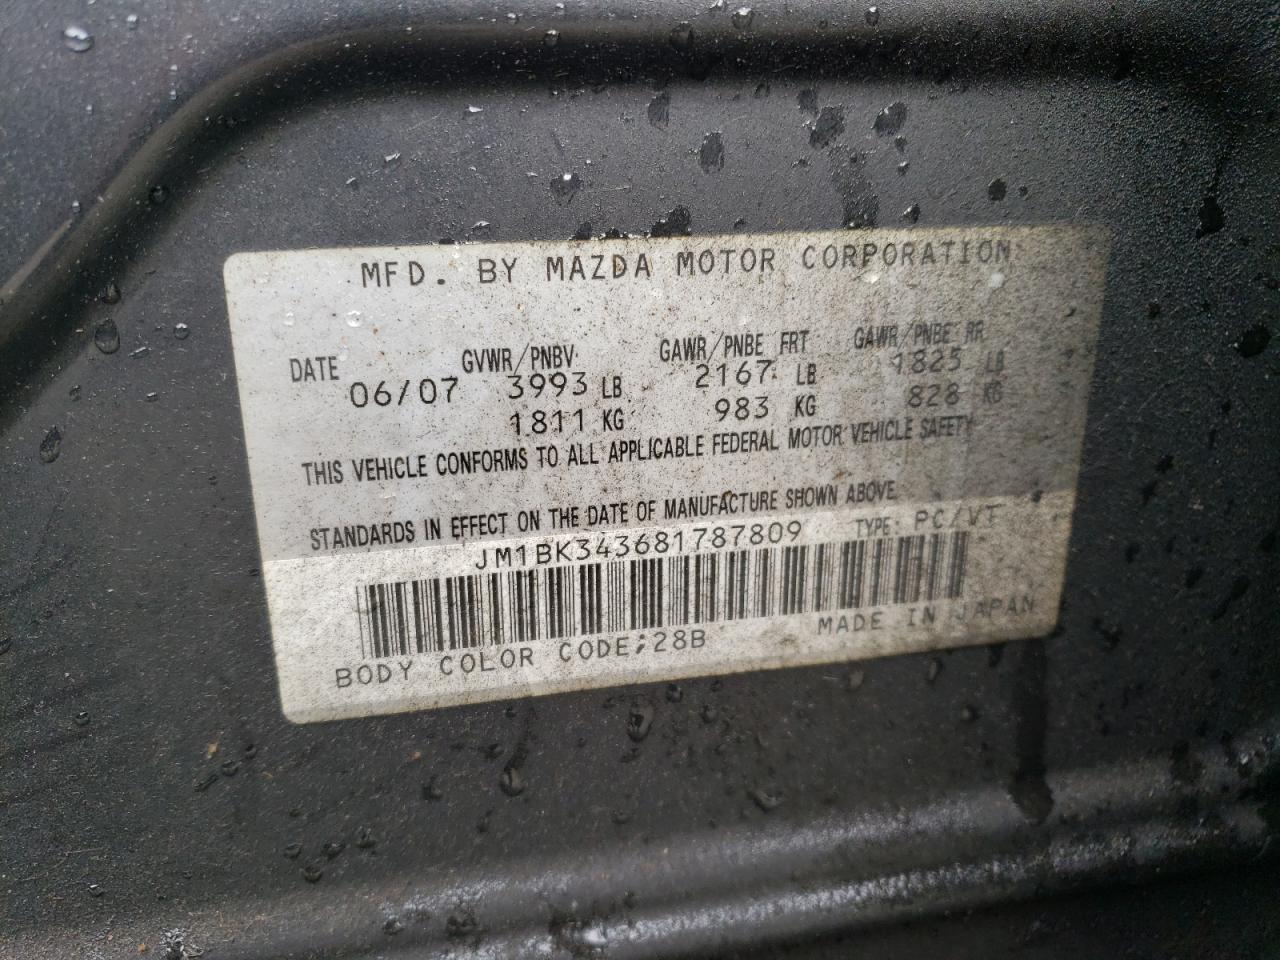 MFD. BY MAZDA MOTOR CORPORATION
DATE GVWR/PNBV GAWR/PNBE FRT GAWR/PNBE RR
06/07 3993 LB 2167 LB 1825 LB
1811 KG 983 KG 828 KG
THIS VEHICLE CONFORMS TO ALL APPLICABLE FEDERAL MOTOR VEHICLE SAFETY
STANDARDS IN EFFECT ON THE DATE OF MANUFACTURE SHOWN ABOVE
JM1BK343681787809 TYPE: PC/VT
BODY COLOR CODE;28B MADE IN JAPAN